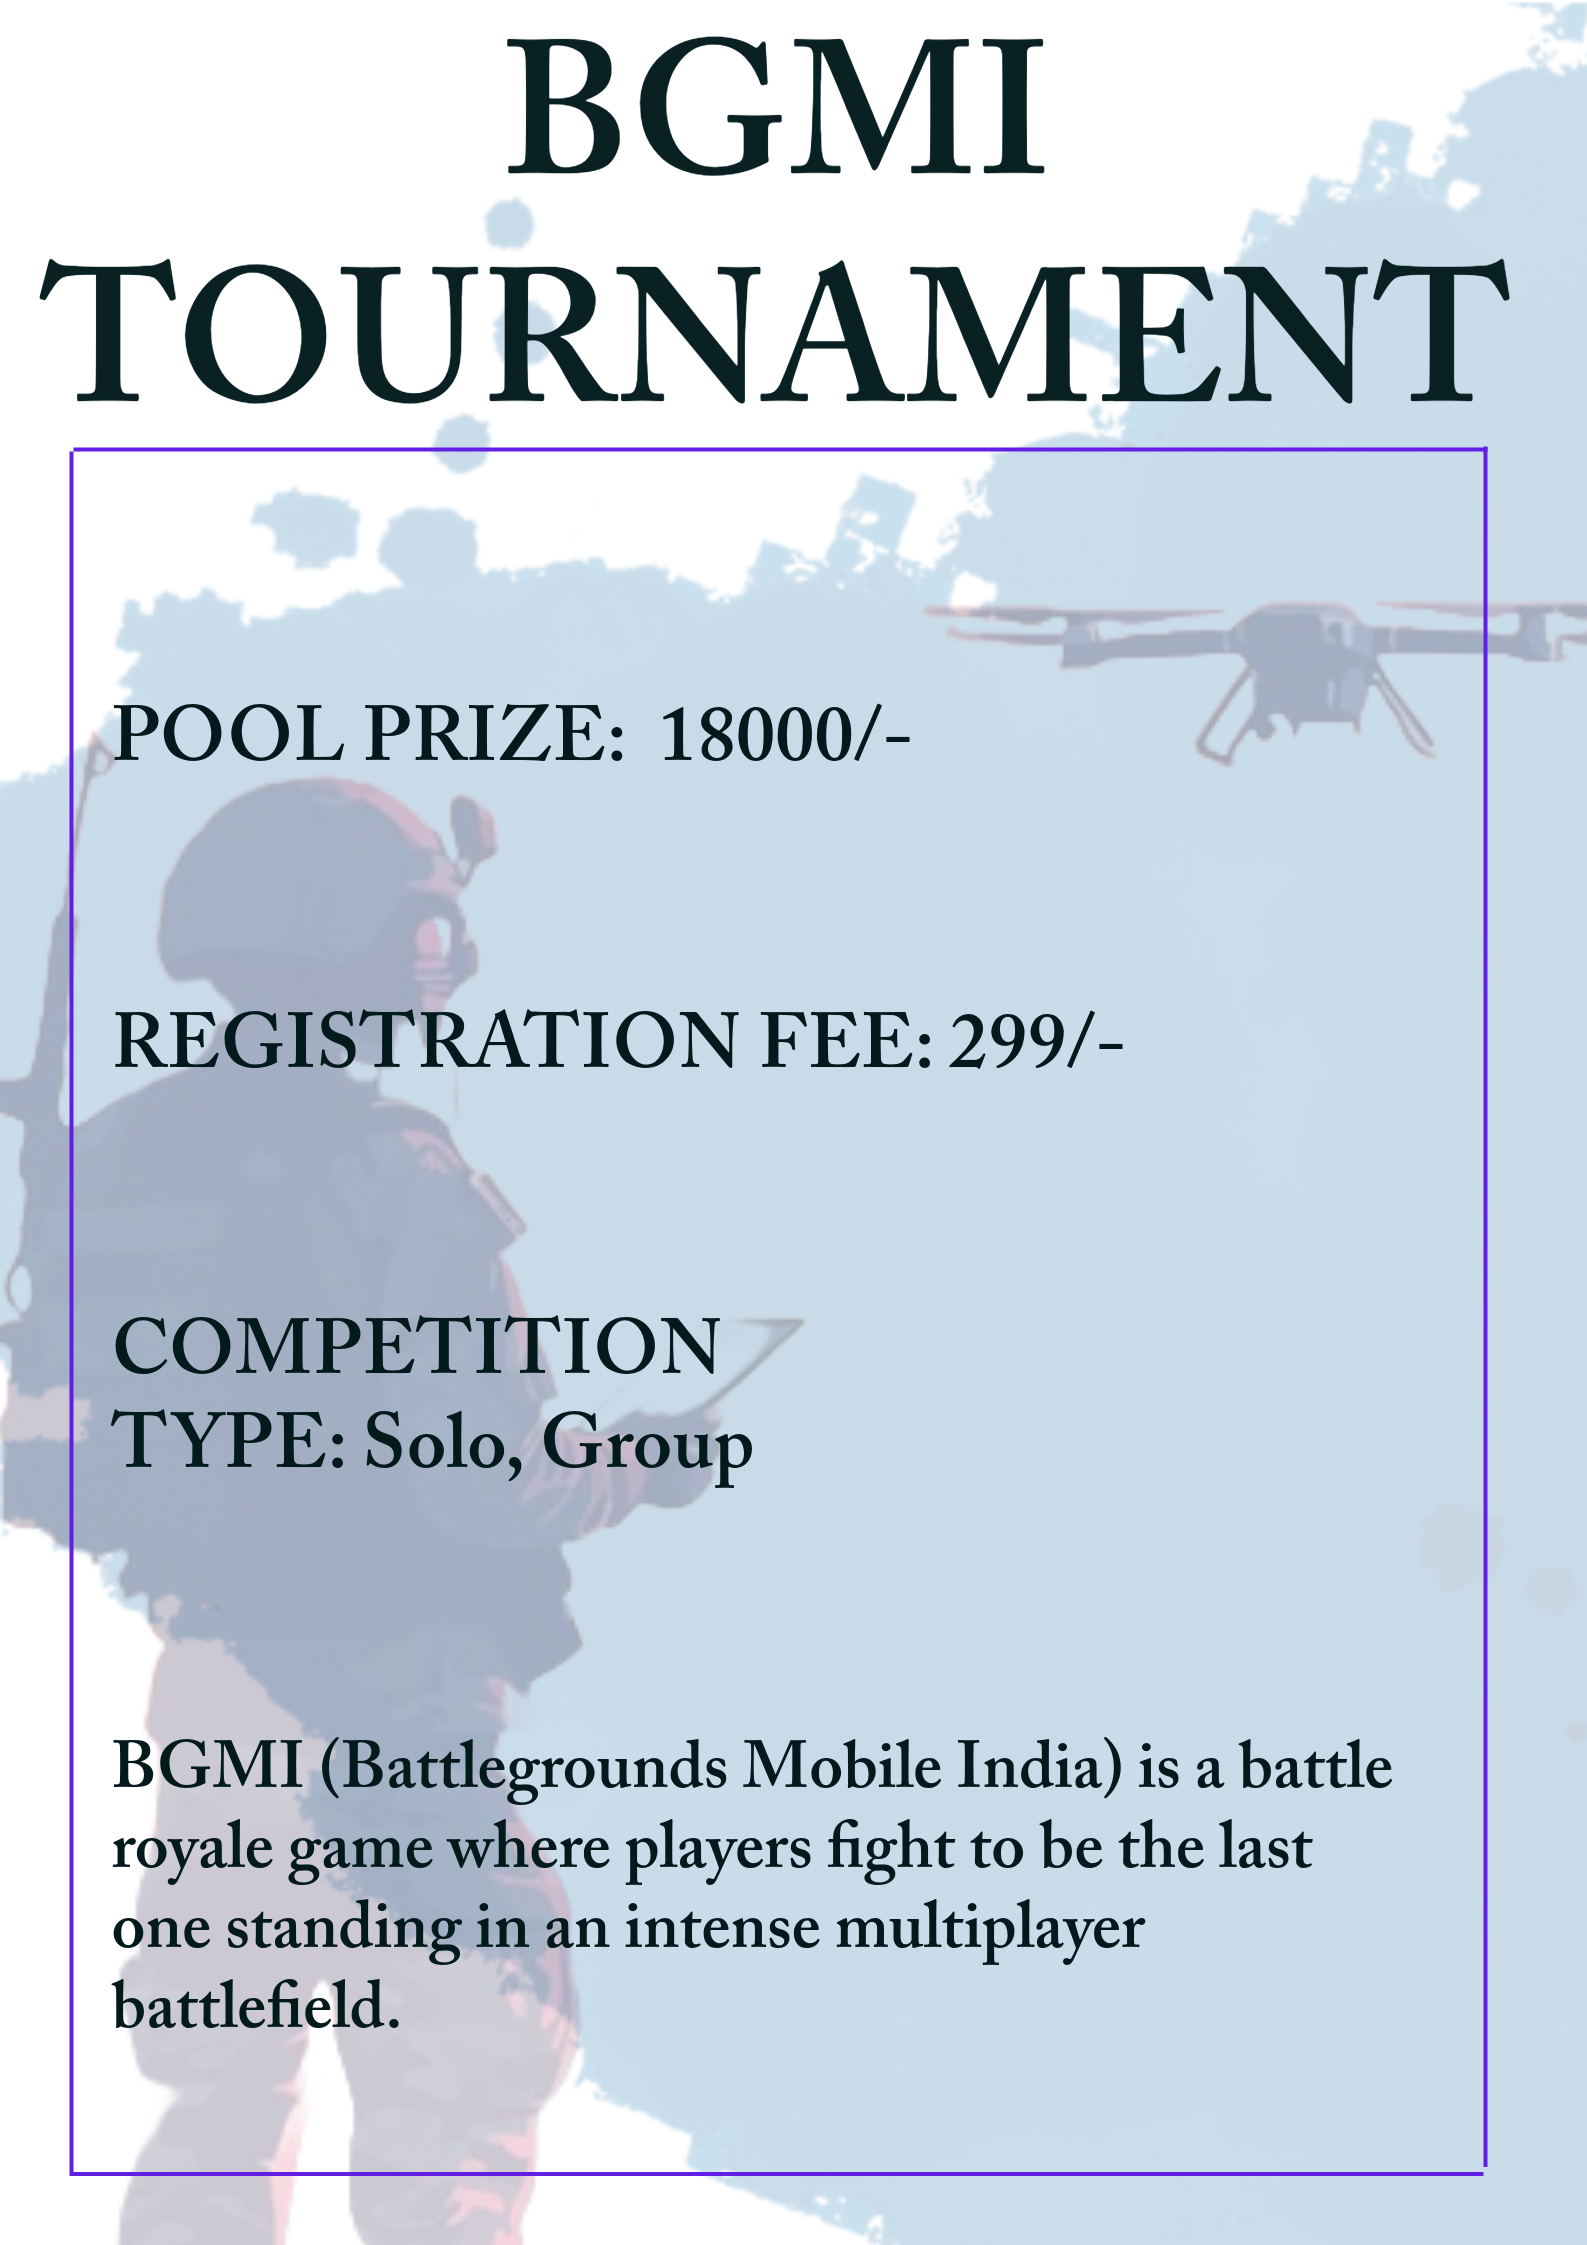 BGMI
TOURNAMENT
POOL PRIZE: 18000/-
REGISTRATION FEE: 299/-
COMPETITION
TYPE: Solo, Group
BGMI (Battlegrounds Mobile India) is a battle
royale game where players fight to be the last
one standing in an intense multiplayer
battlefield.